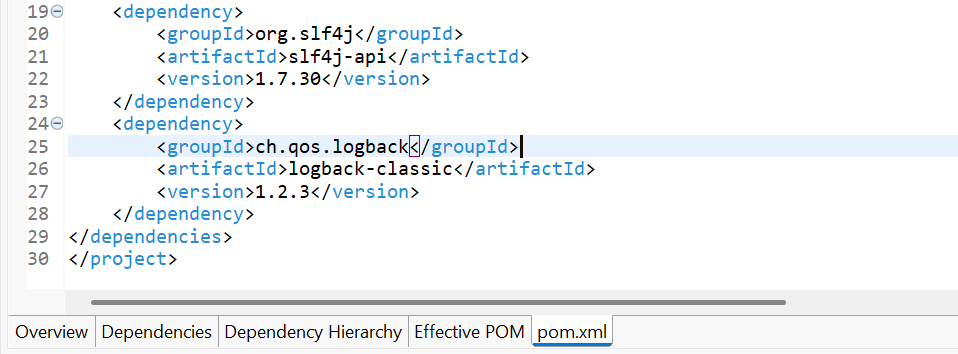 19 <dependency>
20 <groupId>org.slf4j</groupId>
21 <artifactId>slf4j-api</artifactId>
22 <version>1.7.30</version>
23 </dependency>
24 <dependency>
25 <groupId>ch.qos.logback</groupId>
26 <artifactId>logback-classic</artifactId>
27 <version>1.2.3</version>
28 </dependency>
29 </dependencies>
30 </project>
Overview Dependencies Dependency Hierarchy Effective POM pom.xml